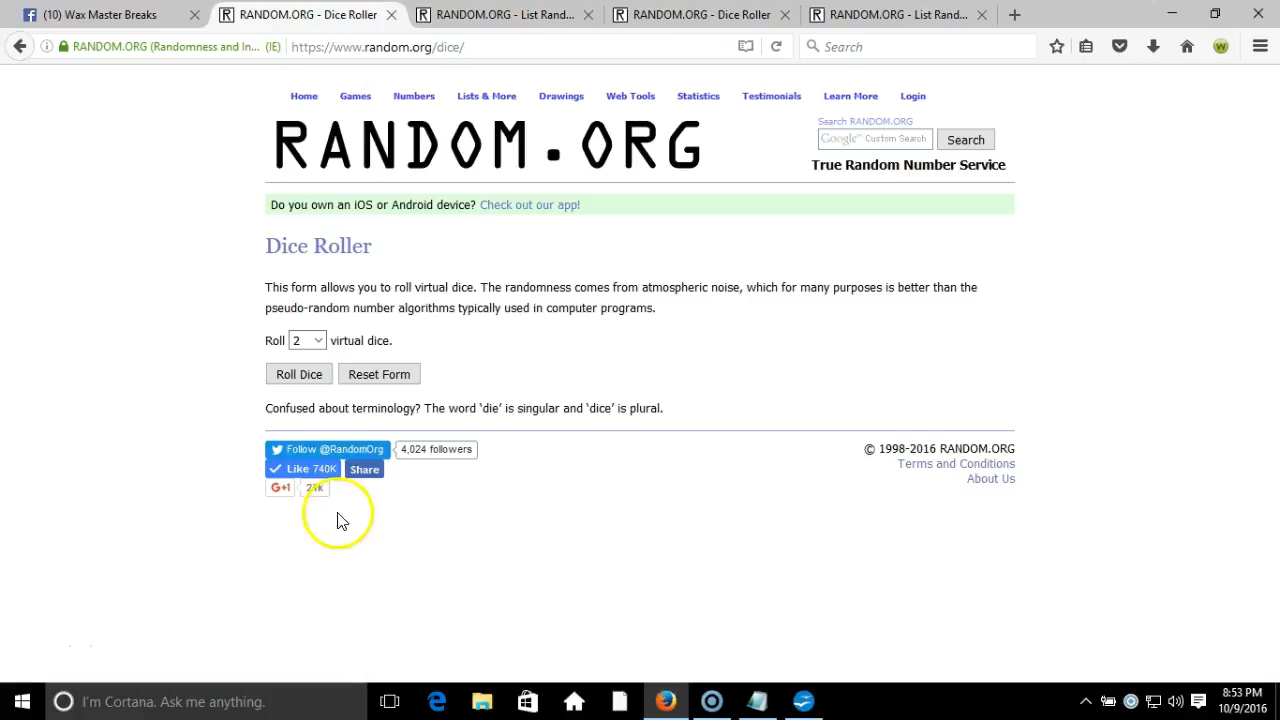 (10) Wax Master Breaks
RANDOM.ORG - Dice Roller
RANDOM.ORG - List Rand...
RANDOM.ORG - Dice Roller
RANDOM.ORG - List Ran...
RANDOM.ORG (Randomness and In... (IE)
https://www.random.org/dice/
Search
Home Games Numbers Lists & More Drawings Web Tools Statistics Testimonials Learn More Login
RANDOM.ORG
Search RANDOM.ORG
Google™ Custom Search
Search
True Random Number Service
Do you own an iOS or Android device? Check out our app!
Dice Roller
This form allows you to roll virtual dice. The randomness comes from atmospheric noise, which for many purposes is better than the
pseudo-random number algorithms typically used in computer programs.
Roll 2 virtual dice.
Roll Dice Reset Form
Confused about terminology? The word ‘die’ is singular and ‘dice’ is plural.
Follow @RandomOrg 4,024 followers
Like 740K Share
G+1
© 1998-2016 RANDOM.ORG
Terms and Conditions
About Us
I'm Cortana. Ask me anything.
8:53 PM
10/9/2016